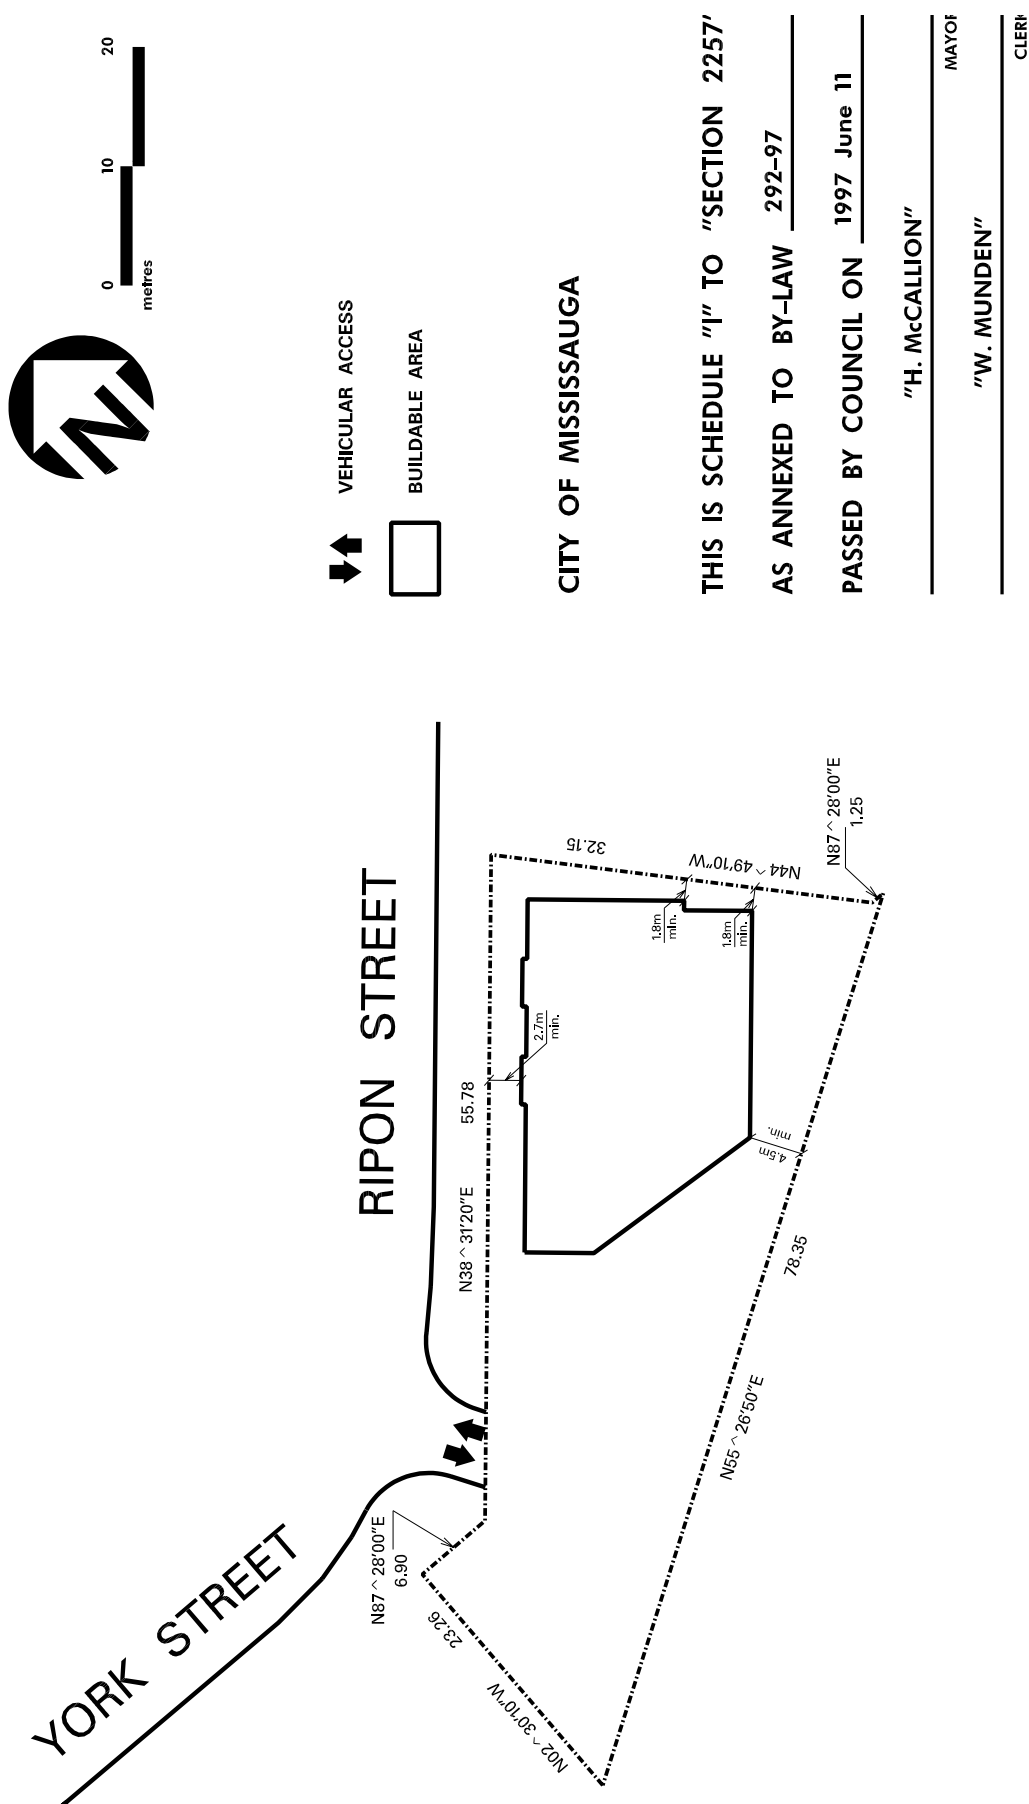 YORK STREET
RIPON STREET
N87^28'00"E
6.90
23.26
N02^30'10"W
N38^31'20"E
55.78
2.7m
min.
32.15
N44^49'10"W
1.8m
min.
1.8m
min.
N87^28'00"E
1.25
4.5m
min.
78.35
N55^26'50"E
N
0 10 20
metres
VEHICULAR ACCESS
BUILDABLE AREA
CITY OF MISSISSAUGA
THIS IS SCHEDULE "I" TO "SECTION 2257'
AS ANNEXED TO BY-LAW 292-97
PASSED BY COUNCIL ON 1997 June 11
"H. McCALLION"
MAYOR
"W. MUNDEN"
CLERK